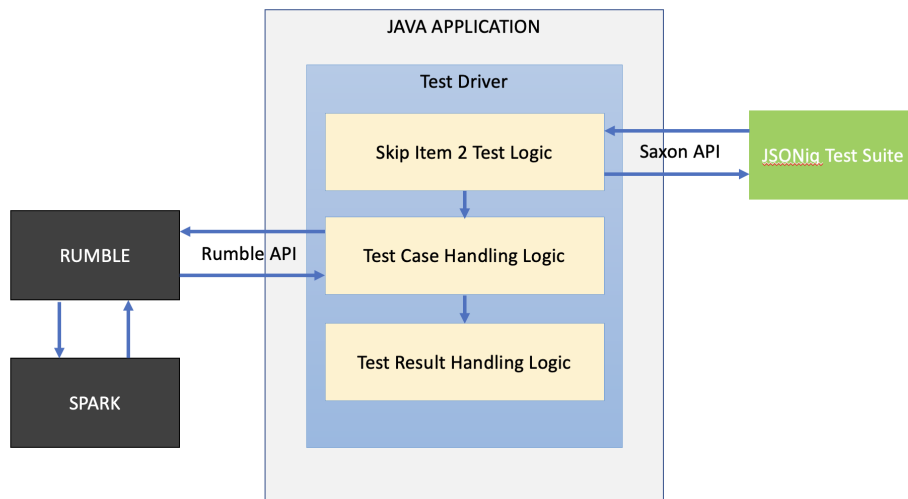 JAVA APPLICATION
Test Driver
Skip Item 2 Test Logic
Saxon API
JSONiq Test Suite
RUMBLE
Rumble API
Test Case Handling Logic
Test Result Handling Logic
SPARK